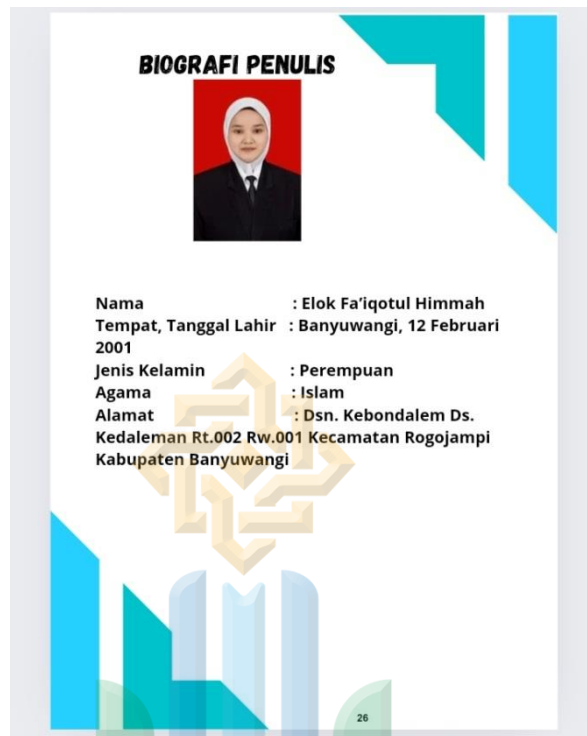 BIOGRAFI PENULIS
Nama : Elok Fa'iqotul Himmah
Tempat, Tanggal Lahir : Banyuwangi, 12 Februari
2001
Jenis Kelamin : Perempuan
Agama : Islam
Alamat : Dsn. Kebondalem Ds.
Kedaleman Rt.002 Rw.001 Kecamatan Rogojampi
Kabupaten Banyuwangi
26